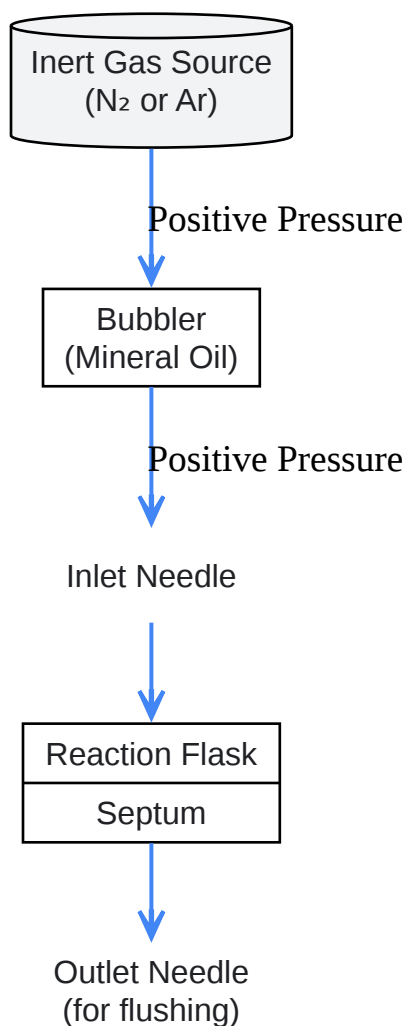 Inert Gas Source
(N₂ or Ar)
Positive Pressure
Bubbler
(Mineral Oil)
Positive Pressure
Inlet Needle
Reaction Flask
Septum
Outlet Needle
(for flushing)